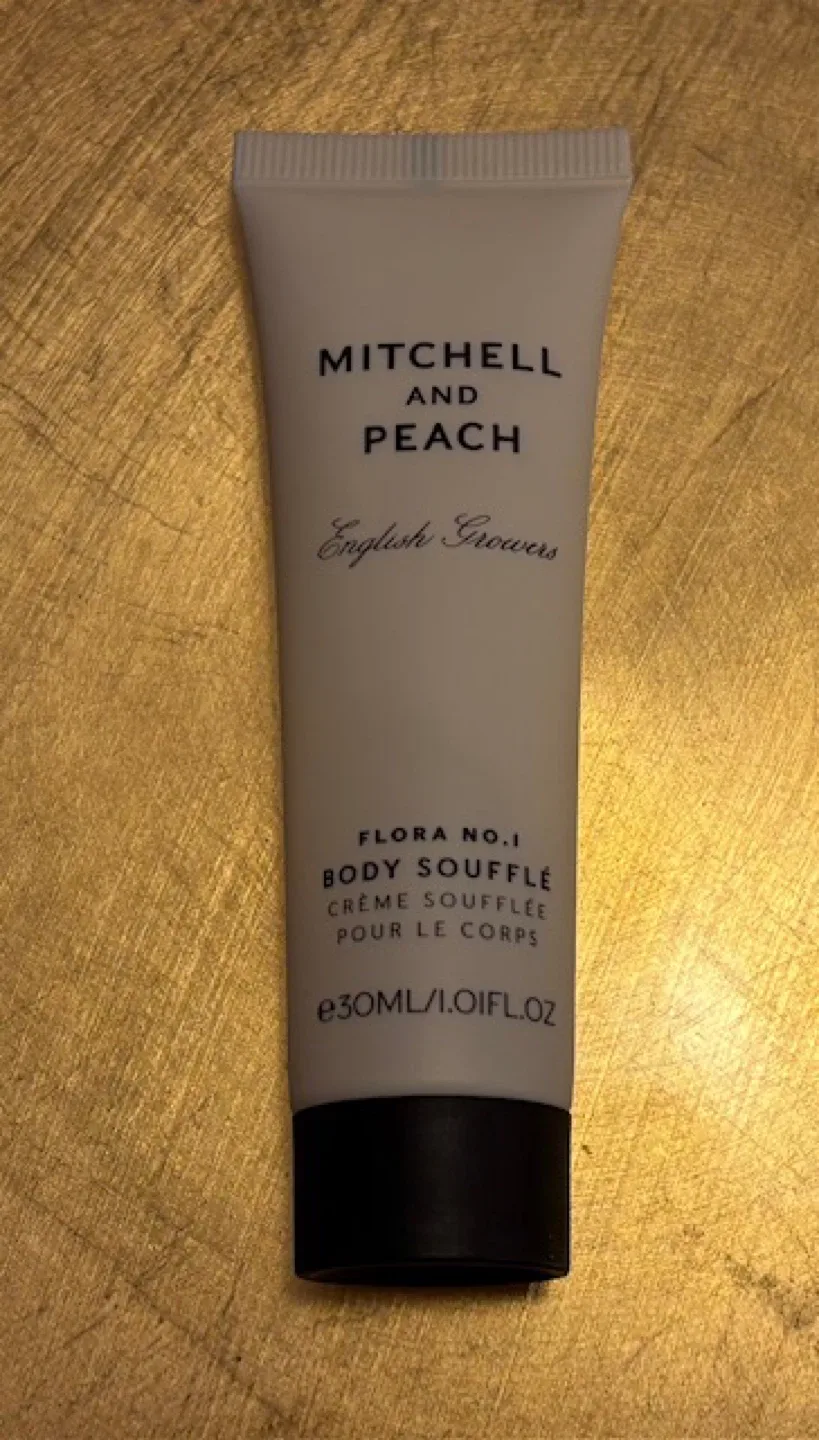 MITCHELL
AND
PEACH
English Growers
FLORA NO.1
BODY SOUFFLÉ
CRÈME SOUFFLÉE
POUR LE CORPS
℮30ML/1.01FL.OZ